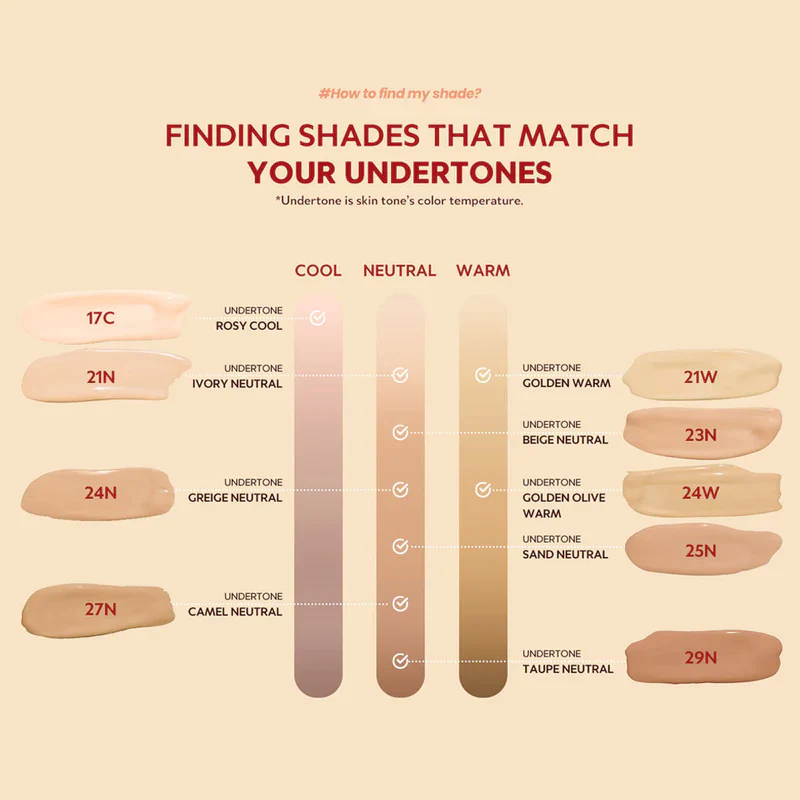 #How to find my shade?
FINDING SHADES THAT MATCH
YOUR UNDERTONES
*Undertone is skin tone's color temperature.
COOL NEUTRAL WARM
17C
UNDERTONE
ROSY COOL
21N
UNDERTONE
IVORY NEUTRAL
UNDERTONE
GOLDEN WARM
21W
UNDERTONE
BEIGE NEUTRAL
23N
24N
UNDERTONE
GREIGE NEUTRAL
UNDERTONE
GOLDEN OLIVE
WARM
24W
UNDERTONE
SAND NEUTRAL
25N
27N
UNDERTONE
CAMEL NEUTRAL
UNDERTONE
TAUPE NEUTRAL
29N